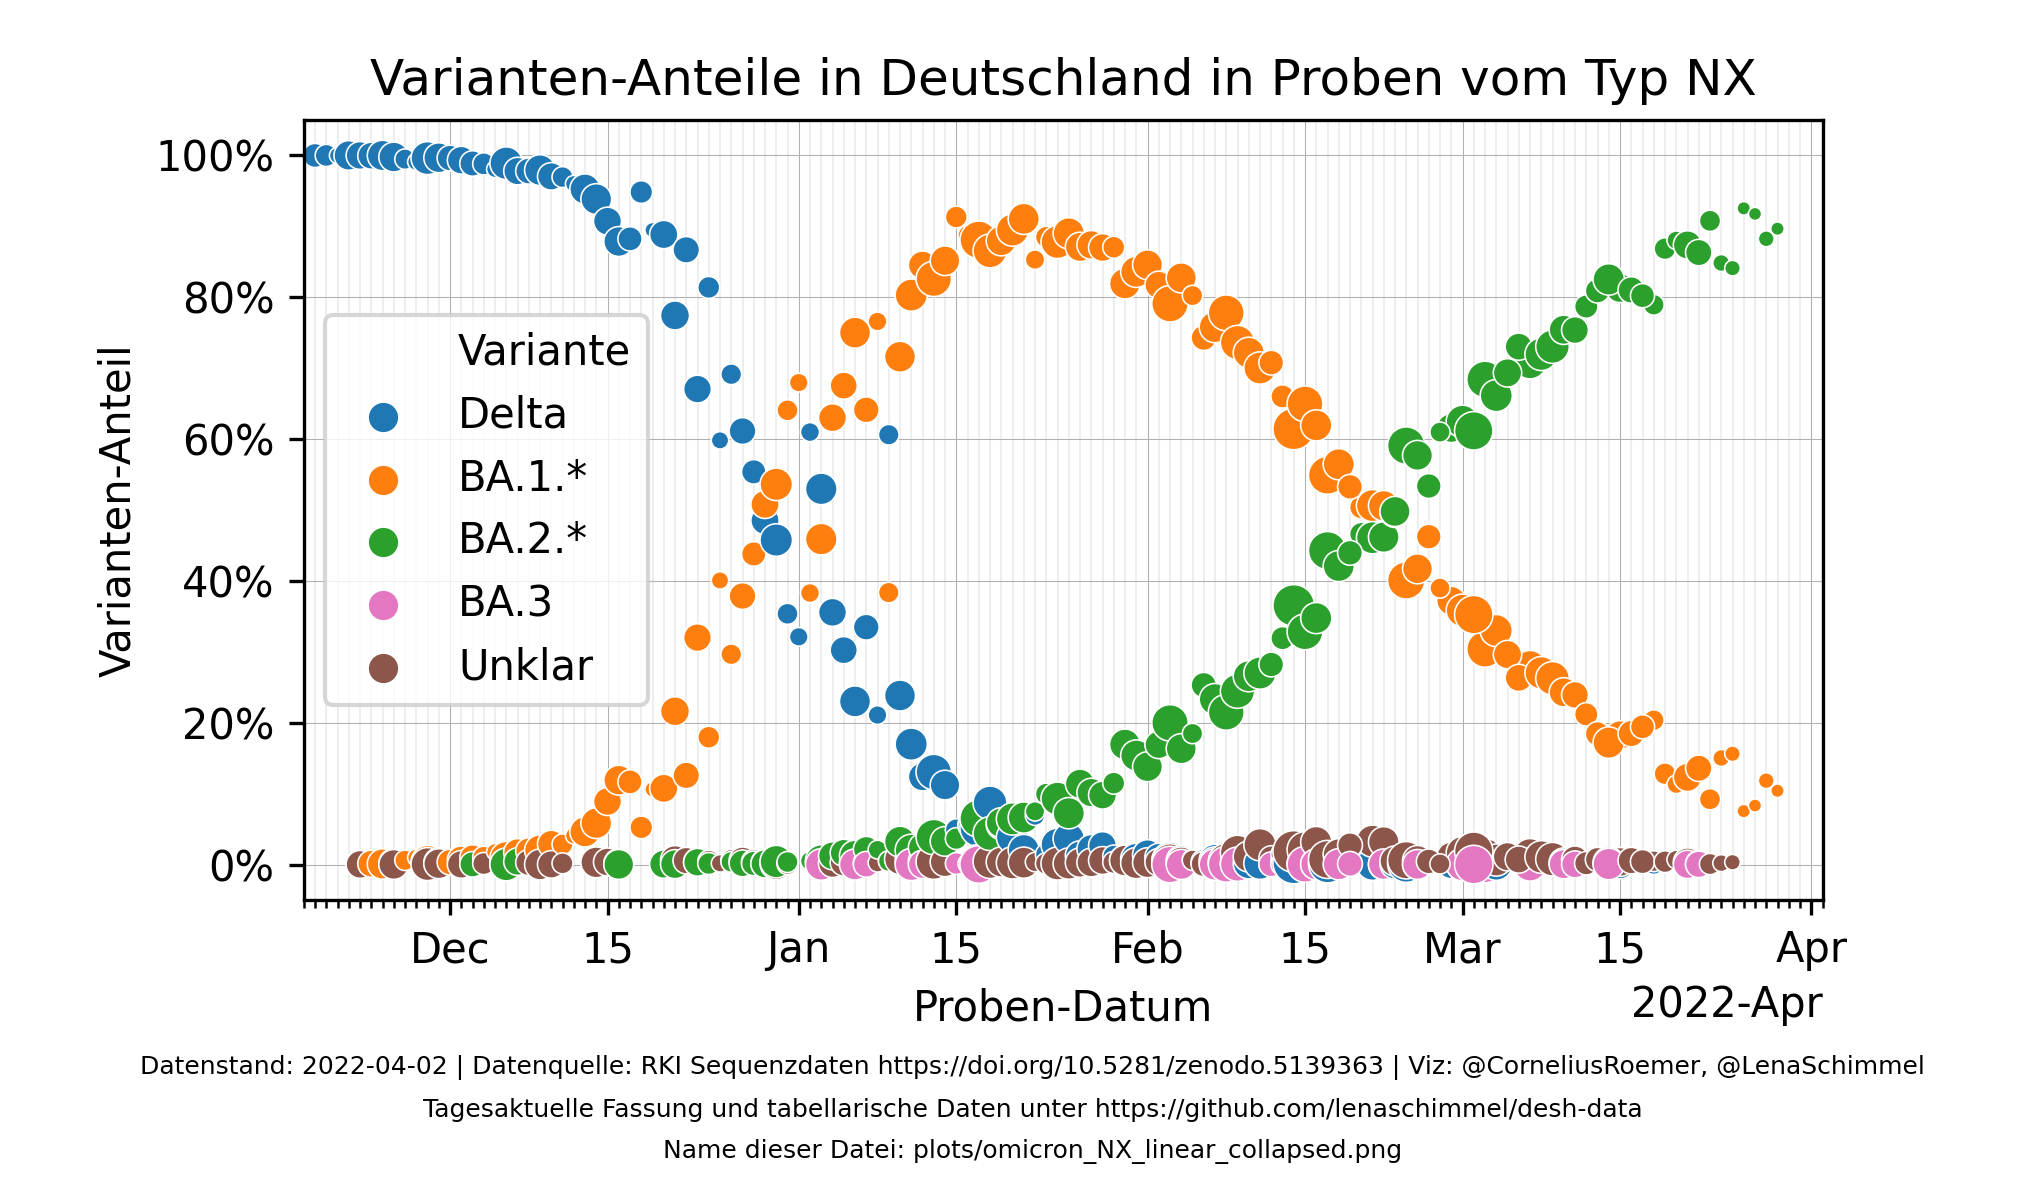 Varianten-Anteile in Deutschland in Proben vom Typ NX
Varianten-Anteil
100%
80%
60%
40%
20%
0%
Variante
Delta
BA.1.*
BA.2.*
BA.3
Unklar
Dec 15 Jan 15 Feb 15 Mar 15 Apr
Proben-Datum
2022-Apr
Datenstand: 2022-04-02 | Datenquelle: RKI Sequenzdaten https://doi.org/10.5281/zenodo.5139363 | Viz: @CorneliusRoemer, @LenaSchimmel
Tagesaktuelle Fassung und tabellarische Daten unter https://github.com/lenaschimmel/desh-data
Name dieser Datei: plots/omicron_NX_linear_collapsed.png